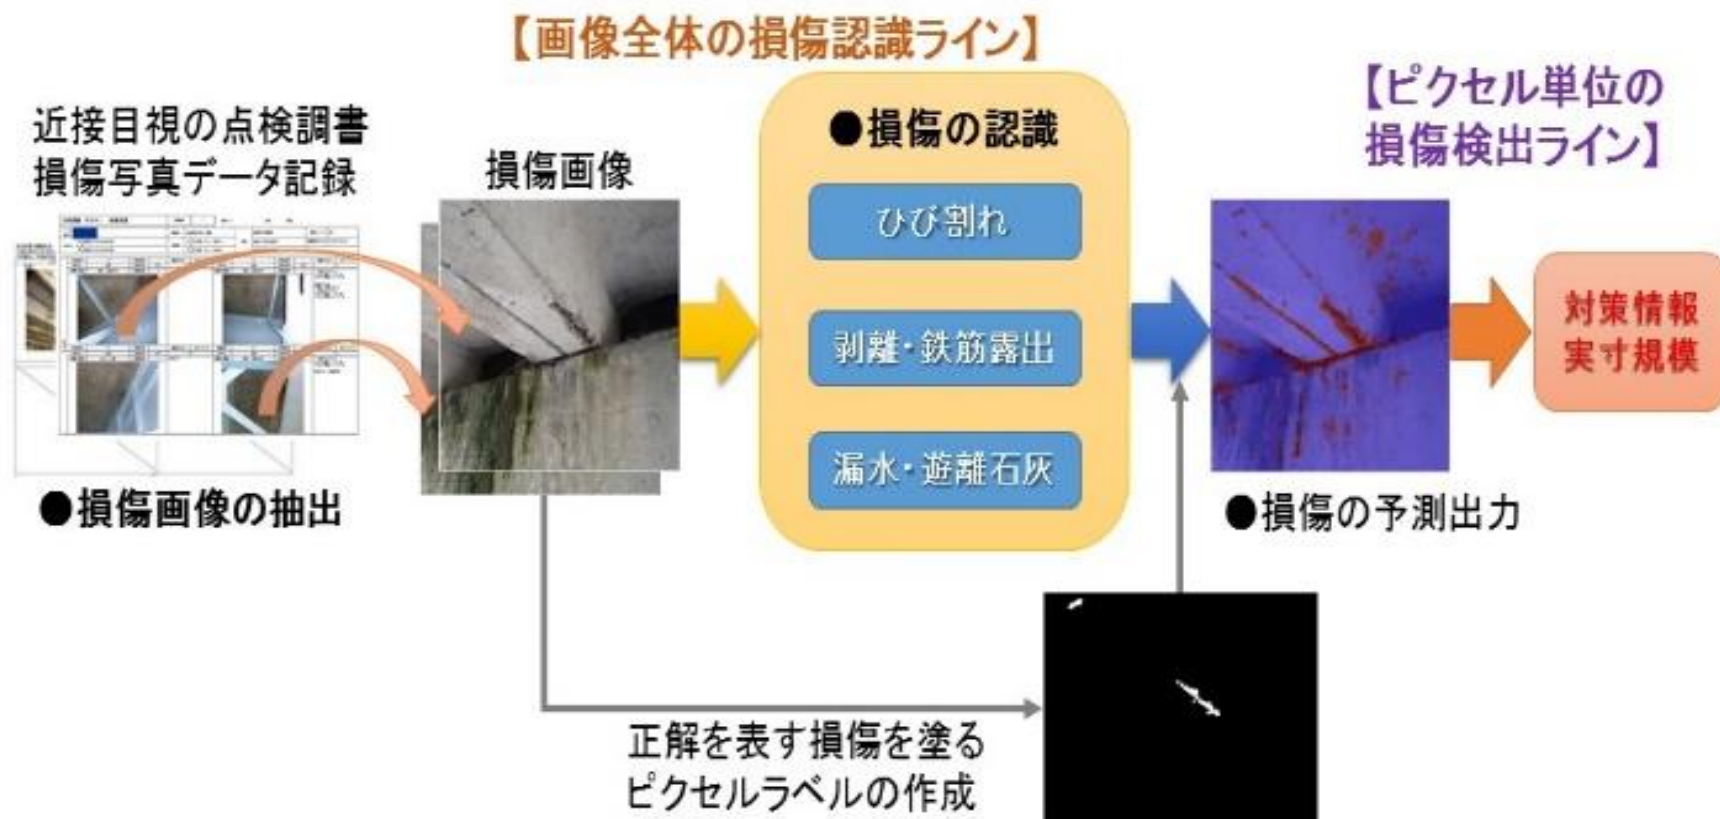 【画像全体の損傷認識ライン】
【ピクセル単位の
損傷検出ライン】
近接目視の点検調書
損傷写真データ記録
損傷画像
●損傷の認識
ひび割れ
剥離・鉄筋露出
漏水・遊離石灰
対策情報
実寸規模
●損傷画像の抽出
●損傷の予測出力
正解を表す損傷を塗る
ピクセルラベルの作成